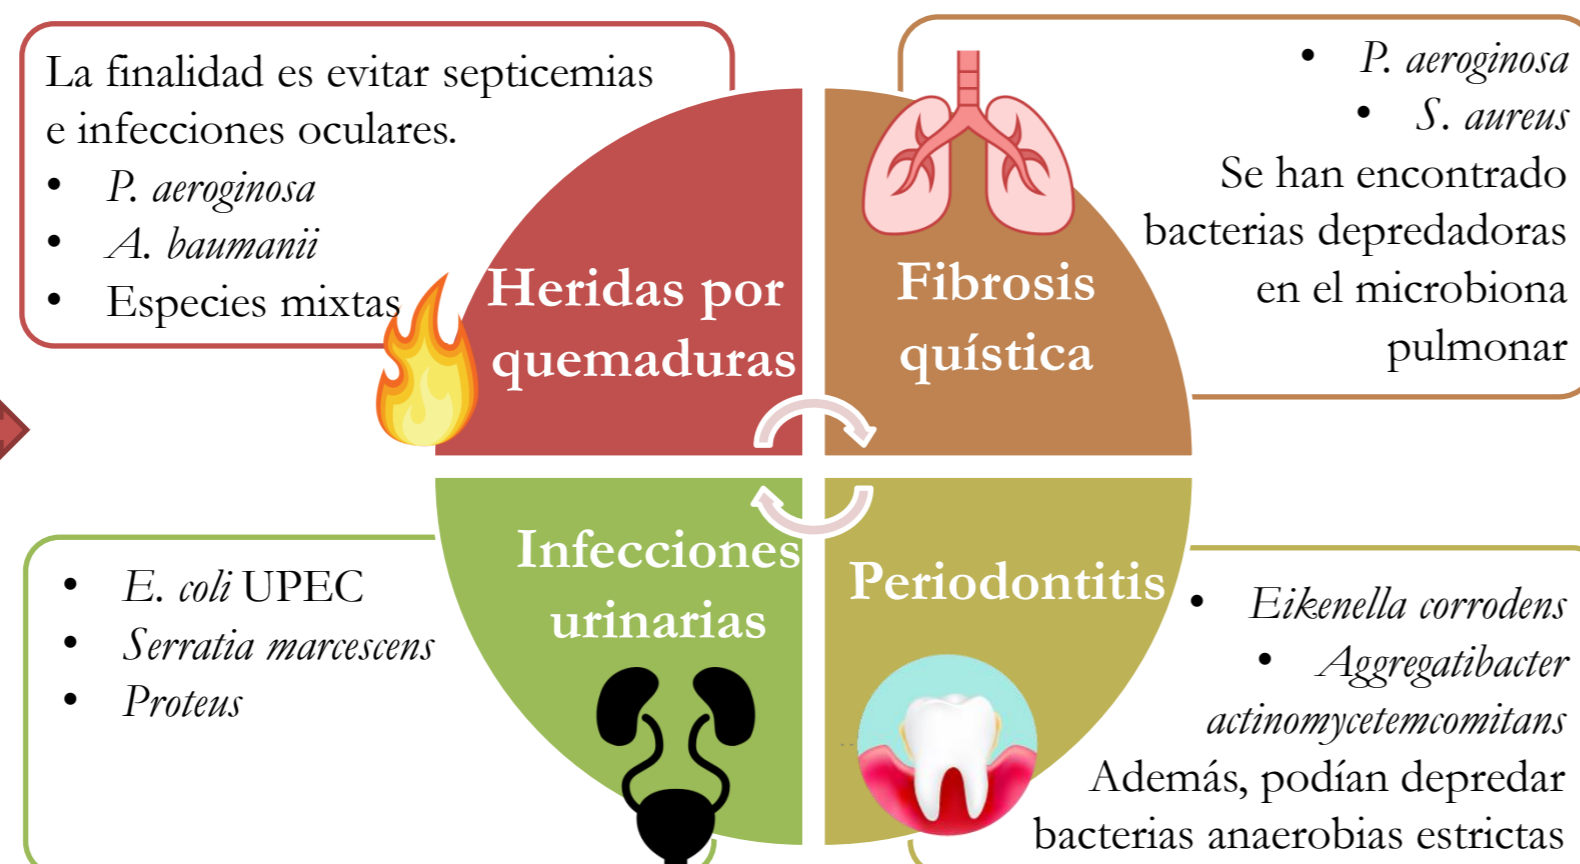 La finalidad es evitar septicemias
e infecciones oculares.
• P. aeroginosa
• A. baumanii
• Especies mixtas
Heridas por
quemaduras
• P. aeroginosa
• S. aureus
Se han encontrado
bacterias depredadoras
en el microbiona
pulmonar
Fibrosis
quística
• E. coli UPEC
• Serratia marcescens
• Proteus
Infecciones
urinarias
Periodontitis
• Eikenella corrodens
• Aggregatibacter
actinomycetemcomitans
Además, podían depredar
bacterias anaerobias estrictas